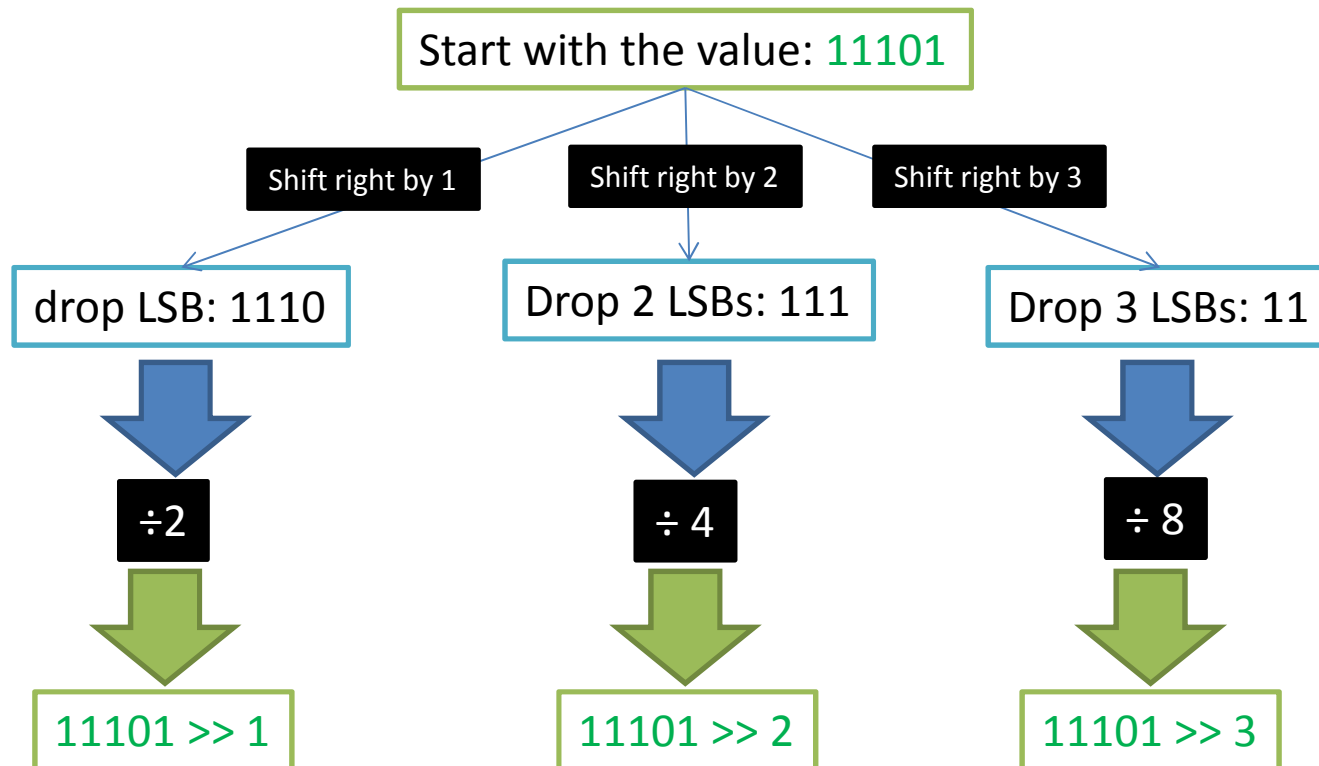 Start with the value: 11101
Shift right by 1
Shift right by 2
Shift right by 3
drop LSB: 1110
Drop 2 LSBs: 111
Drop 3 LSBs: 11
÷2
÷ 4
÷ 8
11101 >> 1
11101 >> 2
11101 >> 3